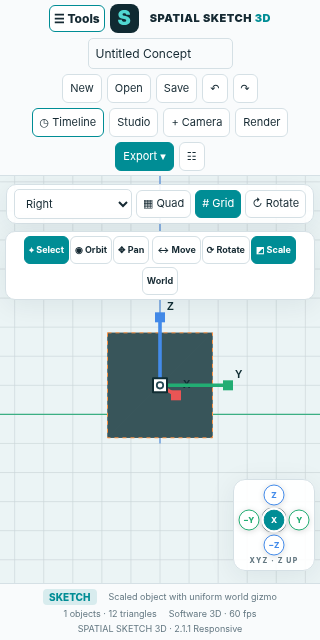 ☰ Tools S SPATIAL SKETCH 3D
Untitled Concept
New Open Save ↶ ↷
◷ Timeline Studio + Camera Render
Export ▾ ☷
Right ▦ Quad # Grid ↻ Rotate
⌖ Select ◉ Orbit ✥ Pan ↔ Move ⟳ Rotate ◩ Scale
World
Z
Y
X
Z
−Y X Y
−Z
XYZ · Z UP
SKETCH Scaled object with uniform world gizmo
1 objects · 12 triangles Software 3D · 60 fps
SPATIAL SKETCH 3D · 2.1.1 Responsive